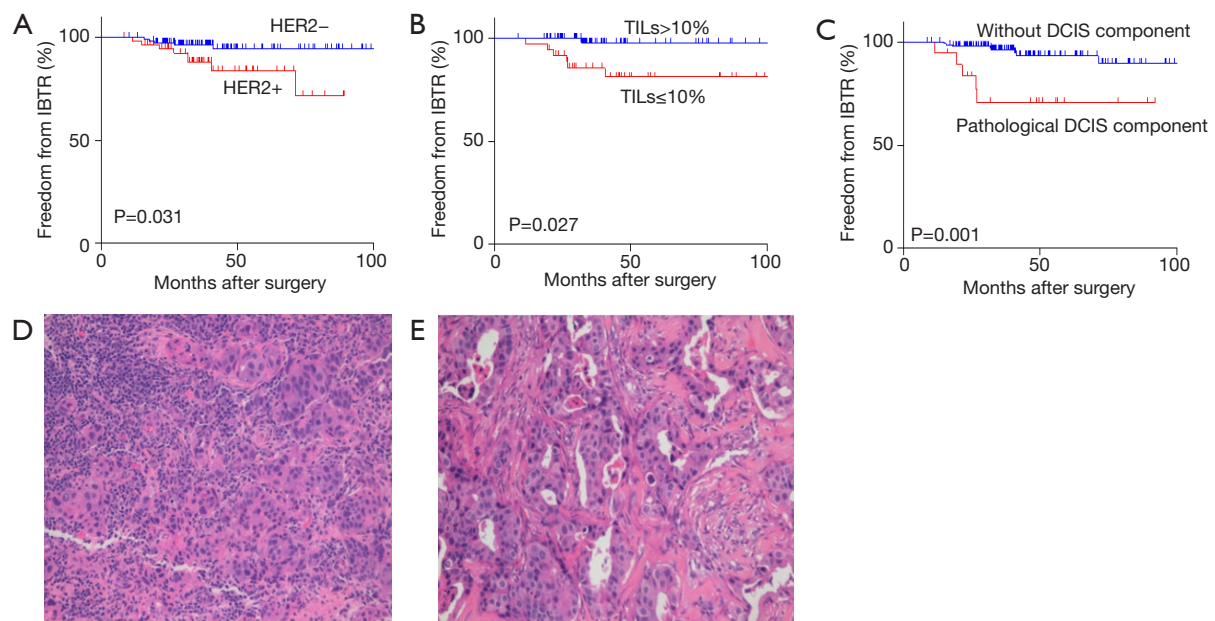 A
Freedom from IBTR (%)
100
50
0
HER2−
HER2+
P=0.031
0
50
100
Months after surgery
B
Freedom from IBTR (%)
100
50
0
TILs>10%
TILs≤10%
P=0.027
0
50
100
Months after surgery
C
Freedom from IBTR (%)
100
50
0
Without DCIS component
Pathological DCIS component
P=0.001
0
50
100
Months after surgery
D
E